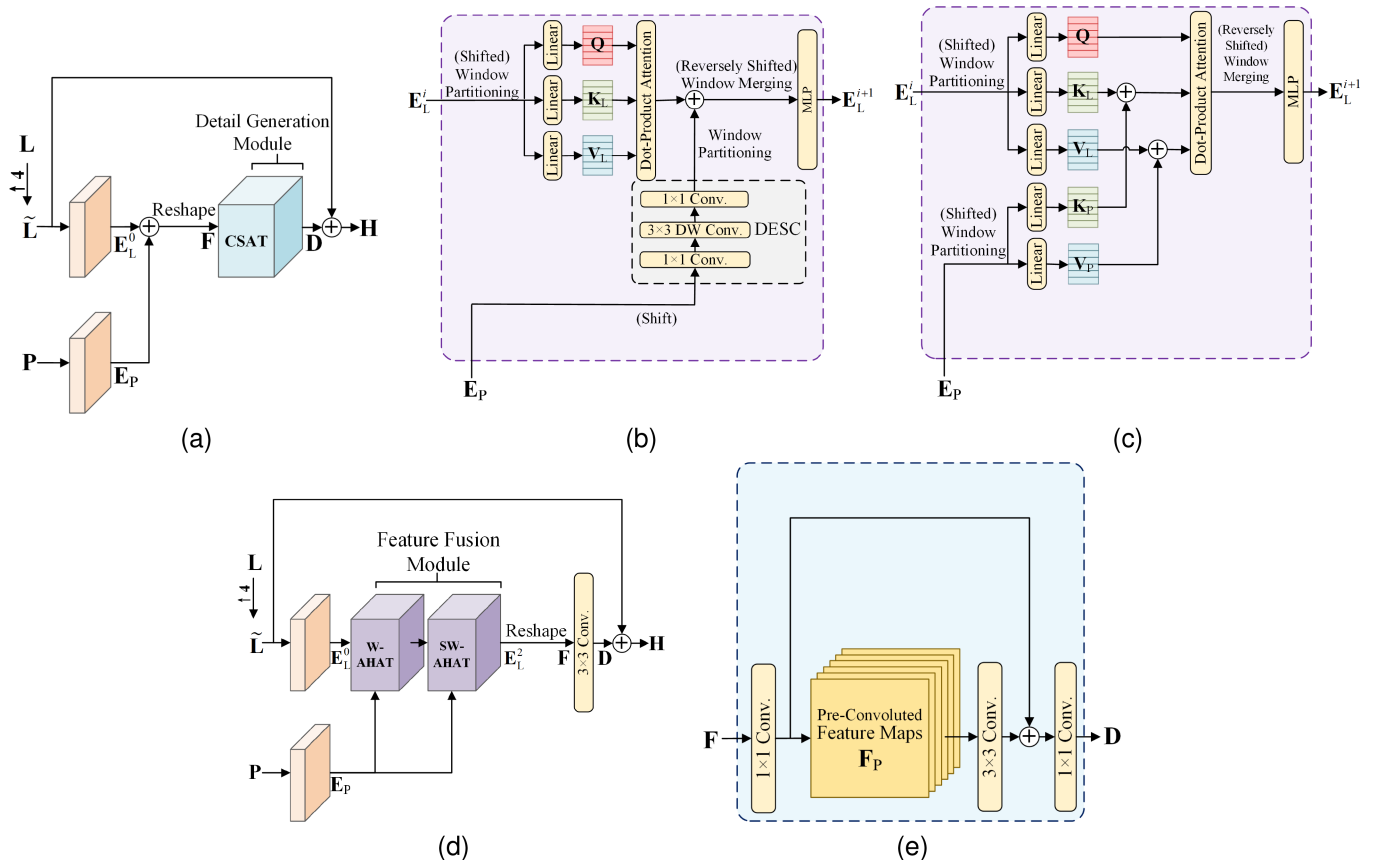 L
↑4
L̃
E_L^0
Detail Generation
Module
Reshape
F
CSAT
D
H
P
E_P
(a)
E_L^i
(Shifted)
Window
Partitioning
Linear
Q
Linear
K_L
Linear
V_L
Dot-Product Attention
(Reversely Shifted)
Window Merging
MLP
E_L^{i+1}
Window
Partitioning
1×1 Conv.
3×3 DW Conv.
DESC
1×1 Conv.
(Shift)
E_P
(b)
E_L^i
(Shifted)
Window
Partitioning
Linear
Q
Linear
K_L
Linear
V_L
Linear
K_P
Linear
V_P
(Shifted)
Window
Partitioning
Dot-Product Attention
(Reversely
Shifted)
Window
Merging
MLP
E_L^{i+1}
E_P
(c)
L
↑4
L̃
E_L^0
Feature Fusion
Module
W-
AHAT
SW-
AHAT
Reshape
E_L^2
F
3×3 Conv.
D
H
P
E_P
(d)
F
1×1 Conv.
Pre-Convoluted
Feature Maps
F_P
3×3 Conv.
1×1 Conv.
D
(e)